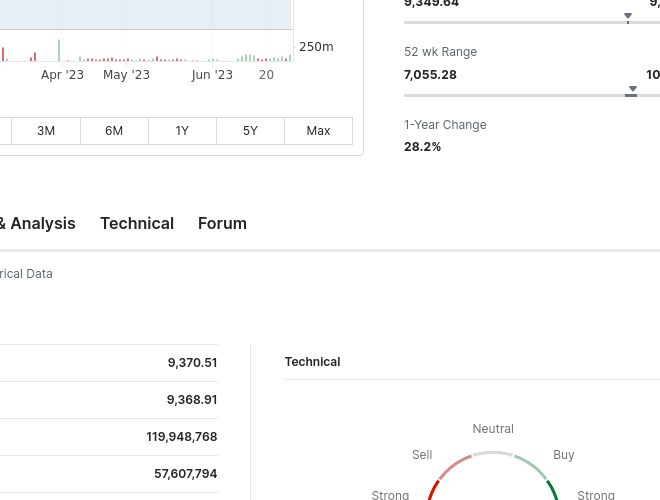 9,349.64
250m
Apr '23 May '23 Jun '23 20
52 wk Range
7,055.28 10
3M 6M 1Y 5Y Max
1-Year Change
28.2%
& Analysis Technical Forum
rical Data
9,370.51
9,368.91
119,948,768
57,607,794
Technical
Neutral
Sell Buy
Strong Strong